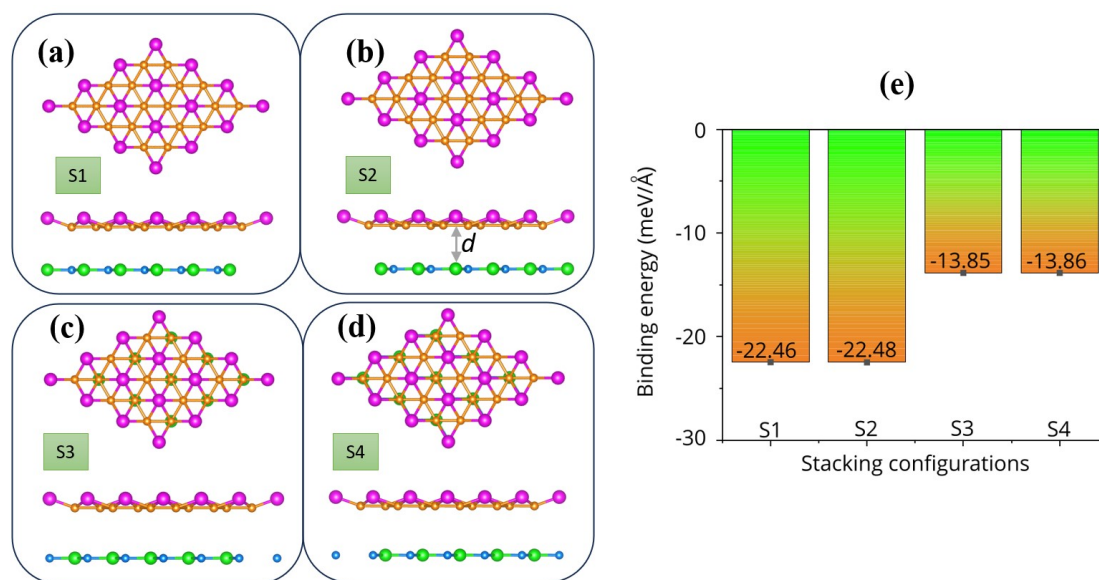 (a)
S1
(b)
S2
d
(c)
S3
(d)
S4
(e)
Binding energy (meV/Å)
0
-10
-20
-30
-22.46
-22.48
-13.85
-13.86
S1 S2 S3 S4
Stacking configurations